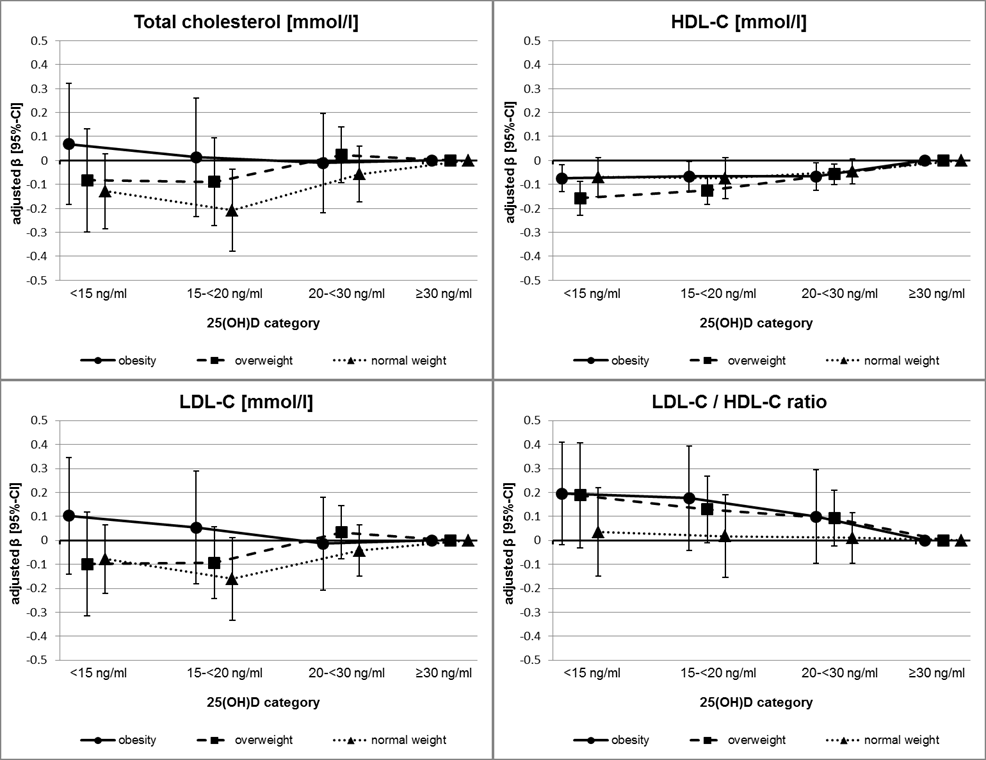 Total cholesterol [mmol/l]
adjusted β [95%-CI]
0.5
0.4
0.3
0.2
0.1
0
-0.1
-0.2
-0.3
-0.4
-0.5
<15 ng/ml 15-<20 ng/ml 20-<30 ng/ml ≥30 ng/ml
25(OH)D category
obesity overweight normal weight
HDL-C [mmol/l]
adjusted β [95%-CI]
0.5
0.4
0.3
0.2
0.1
0
-0.1
-0.2
-0.3
-0.4
-0.5
<15 ng/ml 15-<20 ng/ml 20-<30 ng/ml ≥30 ng/ml
25(OH)D category
obesity overweight normal weight
LDL-C [mmol/l]
adjusted β [95%-CI]
0.5
0.4
0.3
0.2
0.1
0
-0.1
-0.2
-0.3
-0.4
-0.5
<15 ng/ml 15-<20 ng/ml 20-<30 ng/ml ≥30 ng/ml
25(OH)D category
obesity overweight normal weight
LDL-C / HDL-C ratio
adjusted β [95%-CI]
0.5
0.4
0.3
0.2
0.1
0
-0.1
-0.2
-0.3
-0.4
-0.5
<15 ng/ml 15-<20 ng/ml 20-<30 ng/ml ≥30 ng/ml
25(OH)D category
obesity overweight normal weight